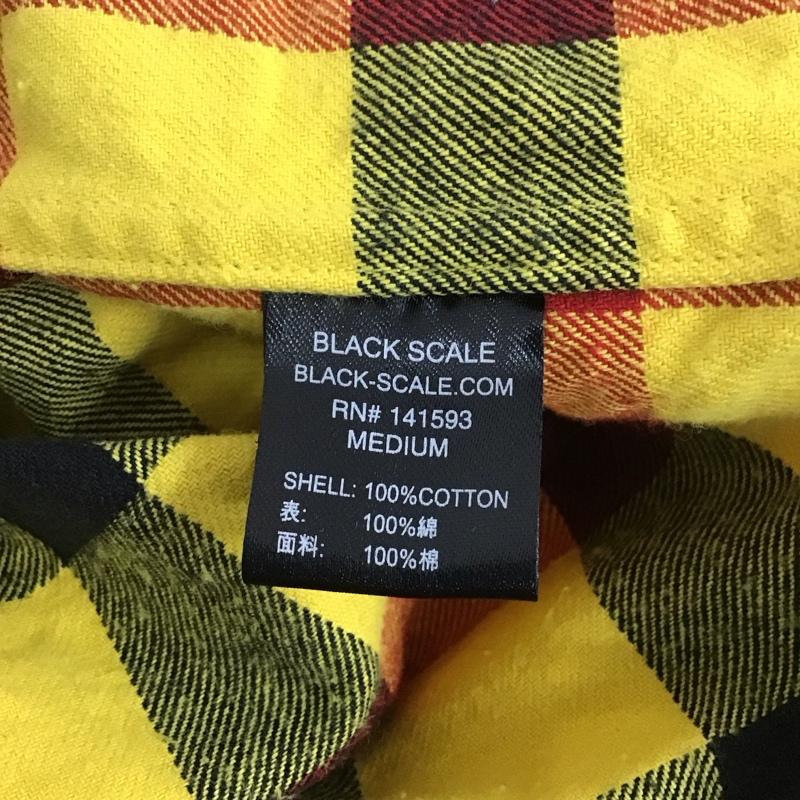 BLACK SCALE
BLACK-SCALE.COM
RN# 141593
MEDIUM
SHELL: 100%COTTON
表: 100%綿
面料: 100%棉